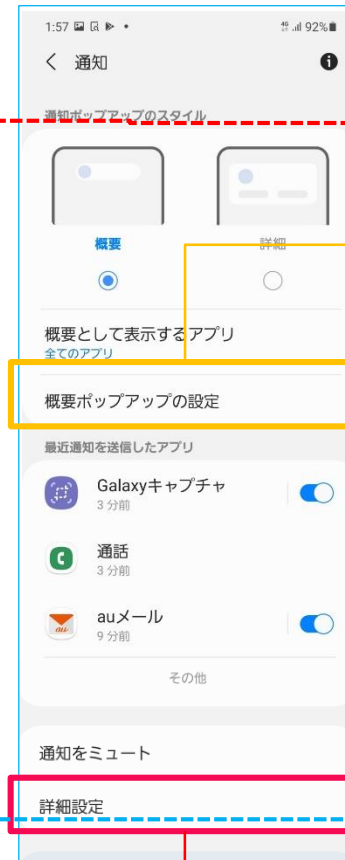 1:57 92%
通知
通知ポップアップのスタイル
概要 詳細
概要として表示するアプリ
全てのアプリ
概要ポップアップの設定
最近通知を送信したアプリ
Galaxyキャプチャ
3 分前
通話
3 分前
au
auメール
9 分前
その他
通知をミュート
詳細設定